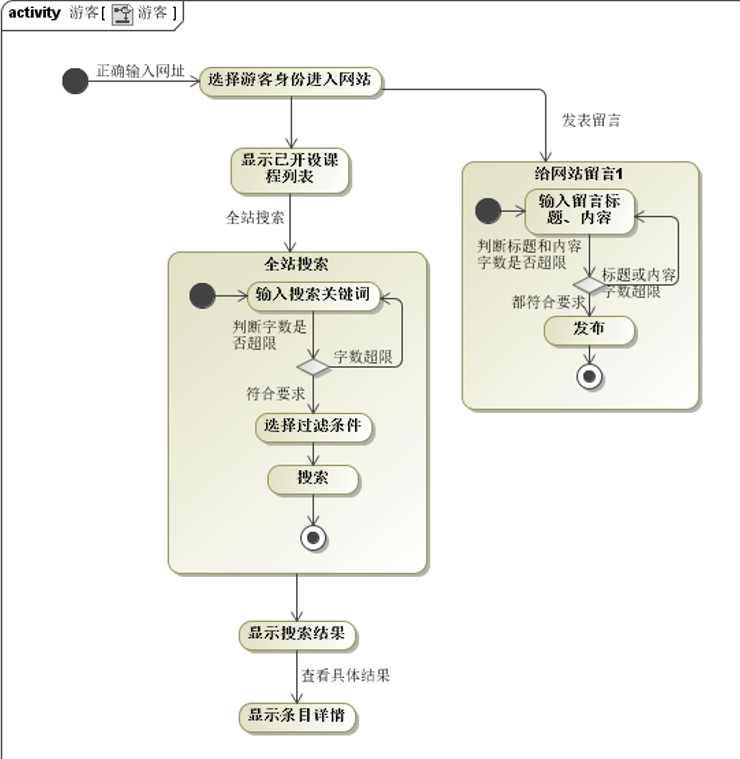 activity 游客[ 游客 ]
正确输入网址
选择游客身份进入网站
发表留言
显示已开设课
程列表
全站搜索
给网站留言1
输入留言标
题、内容
判断标题和内容
字数是否超限
标题或内容
字数超限
都符合要求
发布
全站搜索
输入搜索关键词
判断字数是
否超限
字数超限
符合要求
选择过滤条件
搜索
显示搜索结果
查看具体结果
显示条目详情